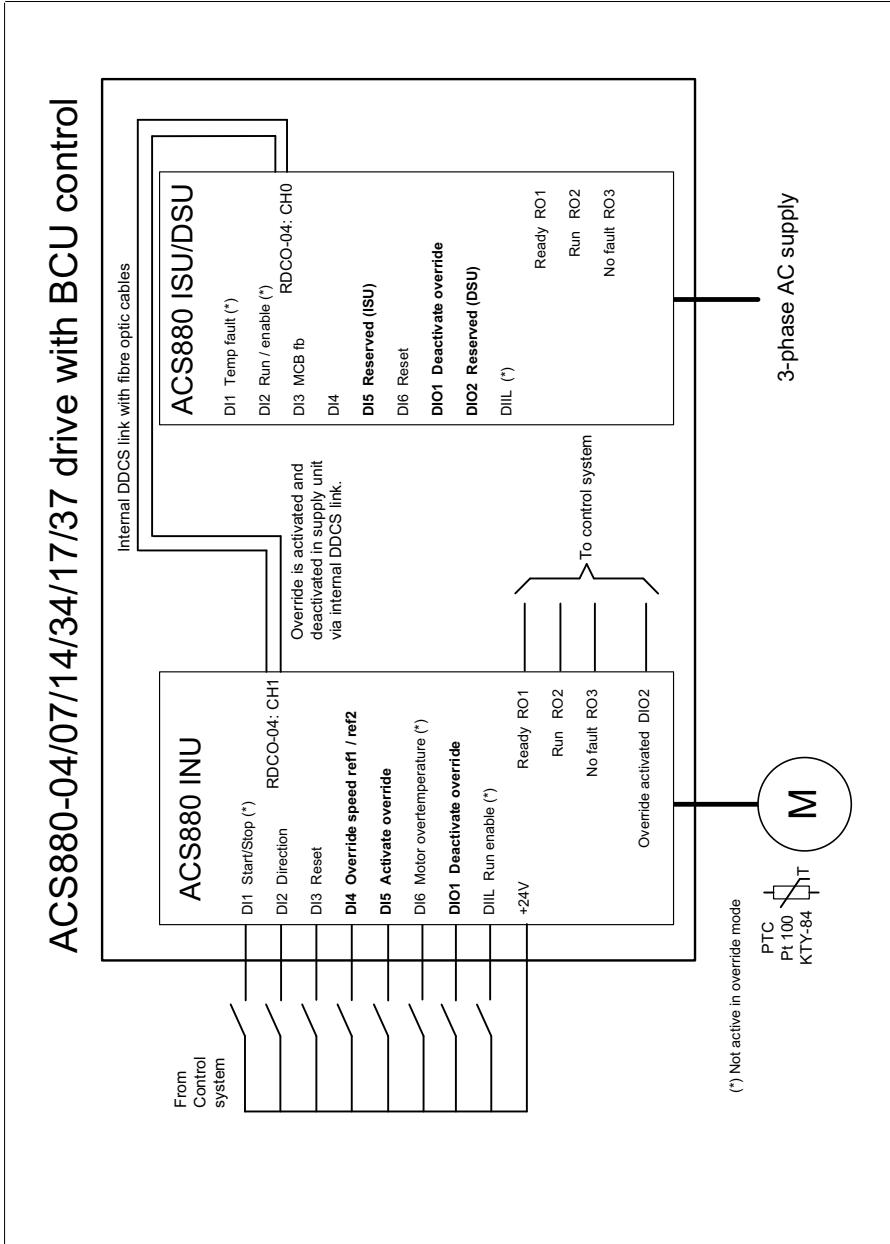 ACS880-04/07/14/34/17/37 drive with BCU control
Internal DDCS link with fibre optic cables
From
Control
system
ACS880 INU
DI1 Start/Stop (*)
DI2 Direction
RDCO-04: CH1
DI3 Reset
DI4 Override speed ref1 / ref2
DI5 Activate override
DI6 Motor overtemperature (*)
DIO1 Deactivate override
DIIL Run enable (*)
+24V
Ready RO1
Run RO2
No fault RO3
Override activated DIO2
Override is activated and
deactivated in supply unit
via internal DDCS link.
To control system
ACS880 ISU/DSU
DI1 Temp fault (*)
DI2 Run / enable (*)
RDCO-04: CH0
DI3 MCB fb
DI4
DI5 Reserved (ISU)
DI6 Reset
DIO1 Deactivate override
DIO2 Reserved (DSU)
DIIL (*)
Ready RO1
Run RO2
No fault RO3
3-phase AC supply
M
T
PTC
Pt 100
KTY-84
(*) Not active in override mode